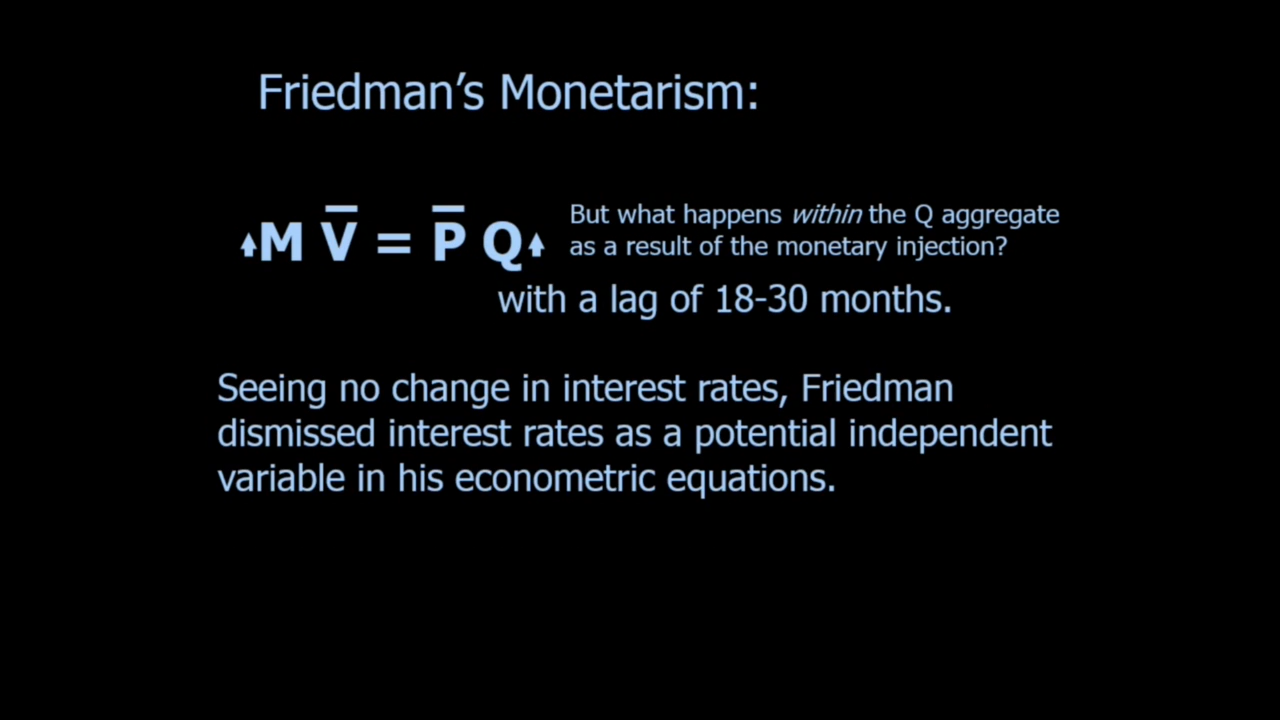 Friedman’s Monetarism:
But what happens within the Q aggregate
M V = P Q
as a result of the monetary injection?
with a lag of 18-30 months.
Seeing no change in interest rates, Friedman
dismissed interest rates as a potential independent
variable in his econometric equations.